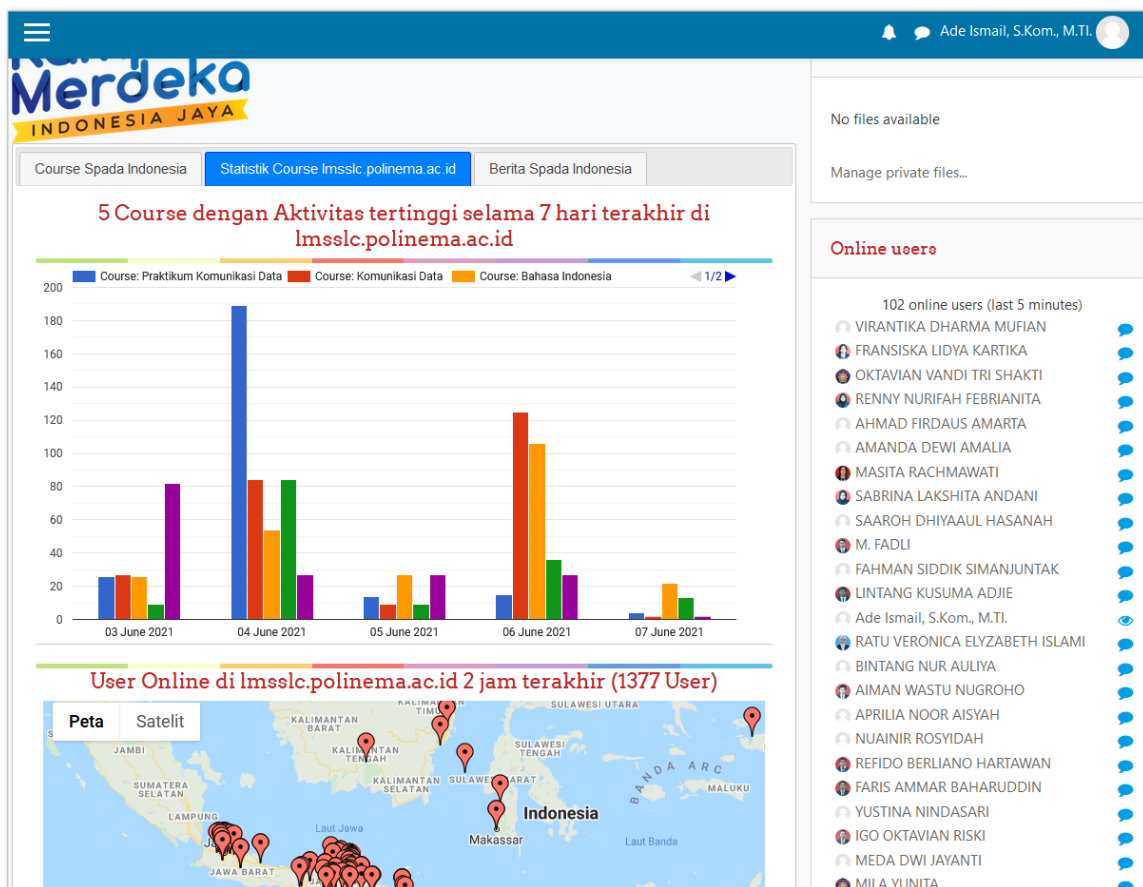 Ade Ismail, S.Kom., M.TI.
Merdeka
INDONESIA JAYA
Course Spada Indonesia
Statistik Course lmsslc.polinema.ac.id
Berita Spada Indonesia
5 Course dengan Aktivitas tertinggi selama 7 hari terakhir di
lmsslc.polinema.ac.id
Course: Praktikum Komunikasi Data
Course: Komunikasi Data
Course: Bahasa Indonesia
1/2
200
180
160
140
120
100
80
60
40
20
0
03 June 2021
04 June 2021
05 June 2021
06 June 2021
07 June 2021
User Online di lmsslc.polinema.ac.id 2 jam terakhir (1377 User)
Peta
Satelit
KALIMANTAN
BARAT
KALIMANTAN
TIMUR
SULAWESI UTARA
JAMBI
KALIMANTAN
TENGAH
SULAWESI
TENGAH
SUMATERA
SELATAN
KALIMANTAN
SELATAN
SULAWESI BARAT
BANDA ARC
MALUKU
LAMPUNG
Laut Jawa
Indonesia
Makassar
Laut Banda
JAWA BARAT
No files available
Manage private files...
Online users
102 online users (last 5 minutes)
VIRANTIKA DHARMA MUFIAN
FRANSISKA LIDYA KARTIKA
OKTAVIAN VANDI TRI SHAKTI
RENNY NURIFAH FEBRIANITA
AHMAD FIRDAUS AMARTA
AMANDA DEWI AMALIA
MASITA RACHMAWATI
SABRINA LAKSHITA ANDANI
SAAROH DHIYAAUL HASANAH
M. FADLI
FAHMAN SIDDIK SIMANJUNTAK
LINTANG KUSUMA ADJIE
Ade Ismail, S.Kom., M.TI.
RATU VERONICA ELYZABETH ISLAMI
BINTANG NUR AULIYA
AIMAN WASTU NUGROHO
APRILIA NOOR AISYAH
NUAINIR ROSYIDAH
REFIDO BERLIANO HARTAWAN
FARIS AMMAR BAHARUDDIN
YUSTINA NINDASARI
IGO OKTAVIAN RISKI
MEDA DWI JAYANTI
MILA YUNITA